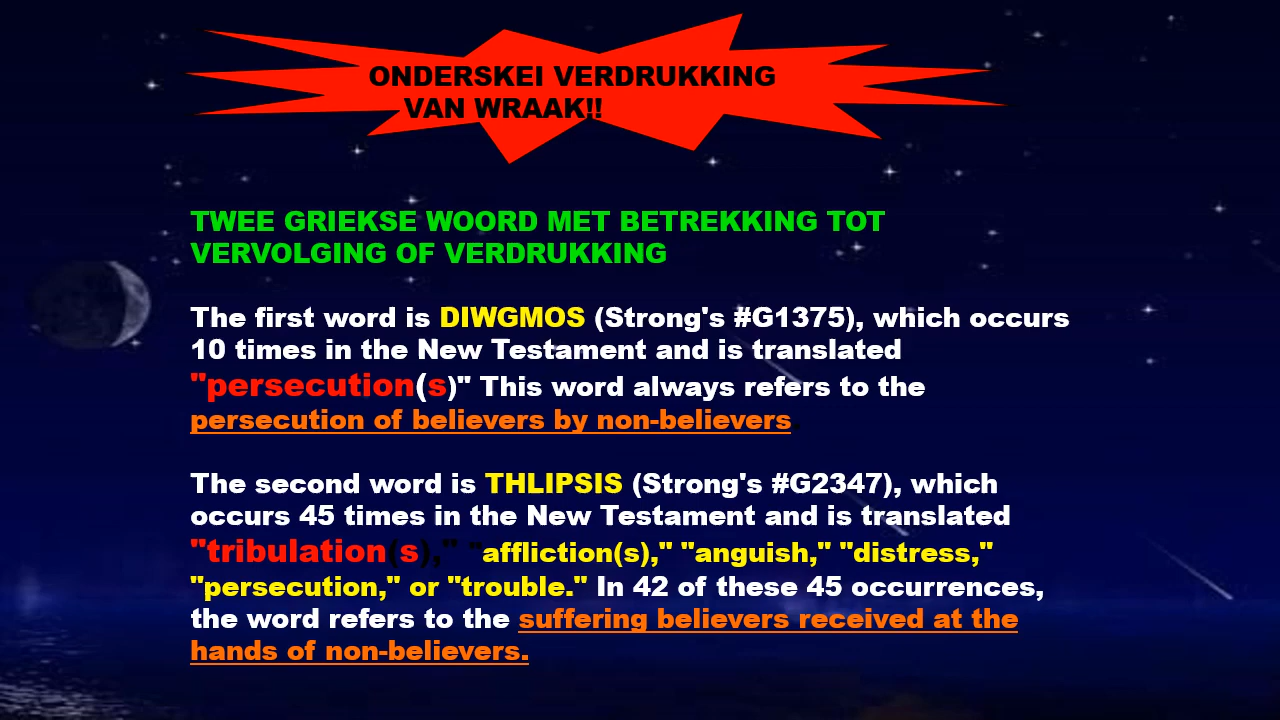 ONDERSKEI VERDRUKKING
VAN WRAAK!!
TWEE GRIEKSE WOORD MET BETREKKING TOT
VERVOLGING OF VERDRUKKING
The first word is DIWGMOS (Strong's #G1375), which occurs
10 times in the New Testament and is translated
"persecution(s)" This word always refers to the
persecution of believers by non-believers.
The second word is THLIPSIS (Strong's #G2347), which
occurs 45 times in the New Testament and is translated
"tribulation(s)," "affliction(s)," "anguish," "distress,"
"persecution," or "trouble." In 42 of these 45 occurrences,
the word refers to the suffering believers received at the
hands of non-believers.